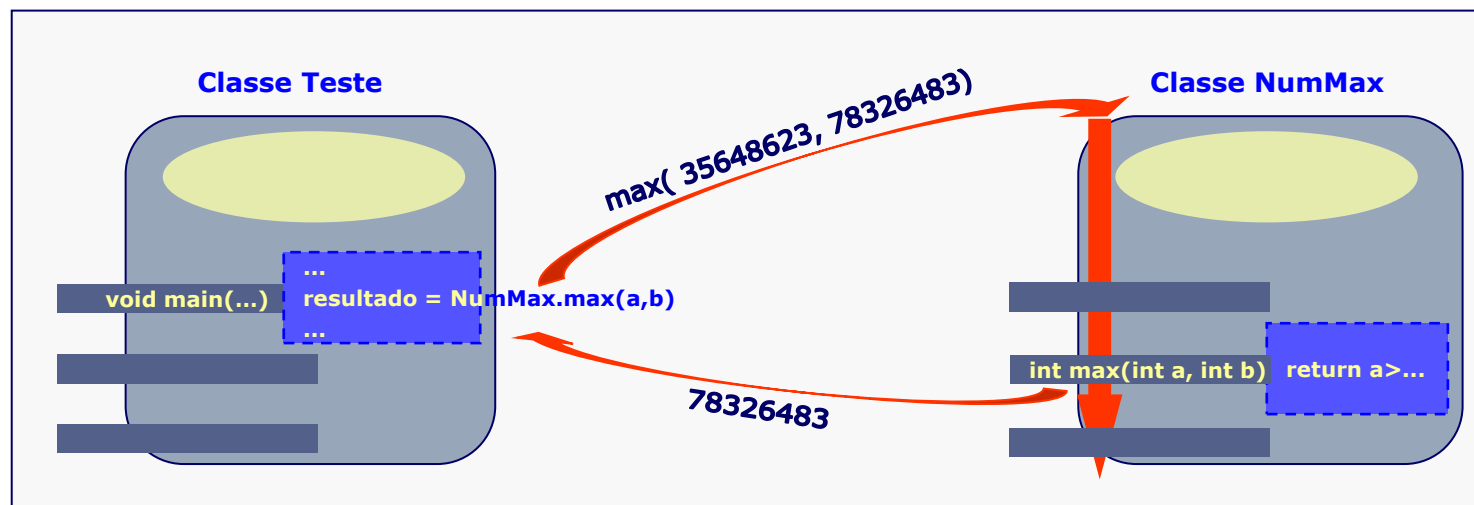 Classe Teste
Classe NumMax
max( 35648623, 78326483)
...
void main(...)
resultado = NumMax.max(a,b)
...
int max(int a, int b)
return a>...
78326483